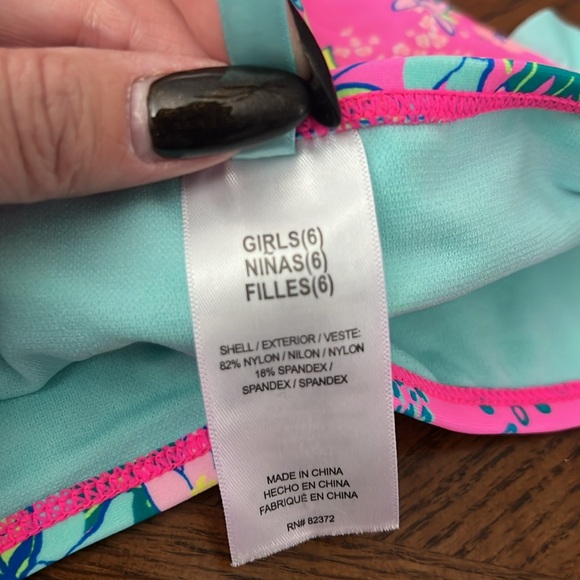 GIRLS(6)
NIÑAS(6)
FILLES(6)
SHELL / EXTERIOR / VESTE:
82% NYLON / NILON / NYLON
18% SPANDEX /
SPANDEX / SPANDEX
MADE IN CHINA
HECHO EN CHINA
FABRIQUÉ EN CHINA
RN# 82372